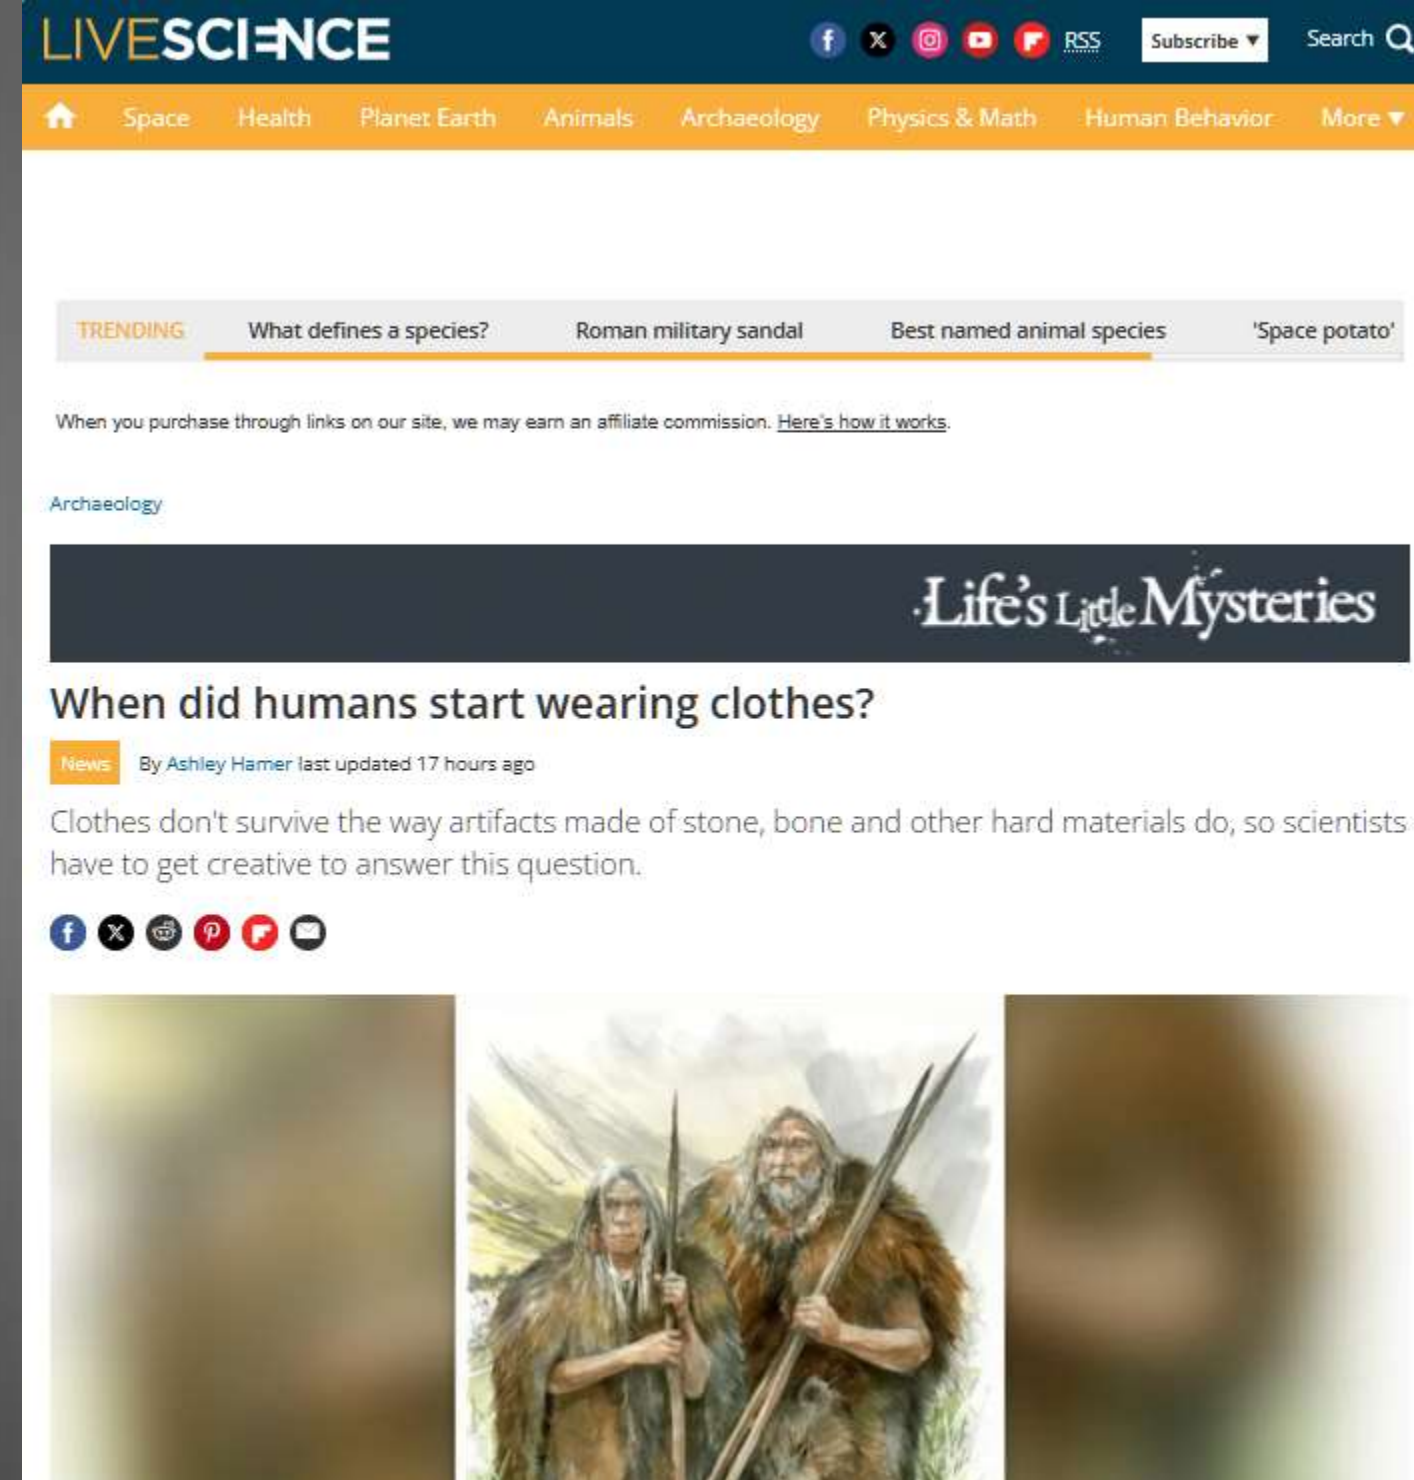 LIVESCIENCE
RSS
Subscribe ▼
Search
Space Health Planet Earth Animals Archaeology Physics & Math Human Behavior More ▼
TRENDING What defines a species? Roman military sandal Best named animal species 'Space potato'
When you purchase through links on our site, we may earn an affiliate commission. Here's how it works.
Archaeology
Life's Little Mysteries
When did humans start wearing clothes?
News By Ashley Hamer last updated 17 hours ago
Clothes don't survive the way artifacts made of stone, bone and other hard materials do, so scientists
have to get creative to answer this question.